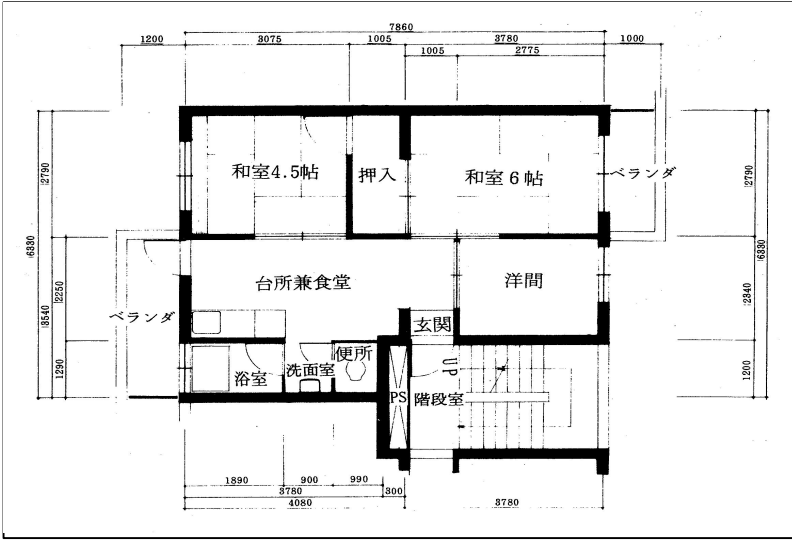 7860
1200
3075
1005
3780
1000
1005
2775
和室4.5帖
押入
和室6帖
ベランダ
2790
2790
6330
6330
台所兼食堂
洋間
2250
3540
2340
ベランダ
玄関
便所
洗面室
浴室
UP
PS
階段室
1290
1200
1890
900
990
3780
300
4080
3780